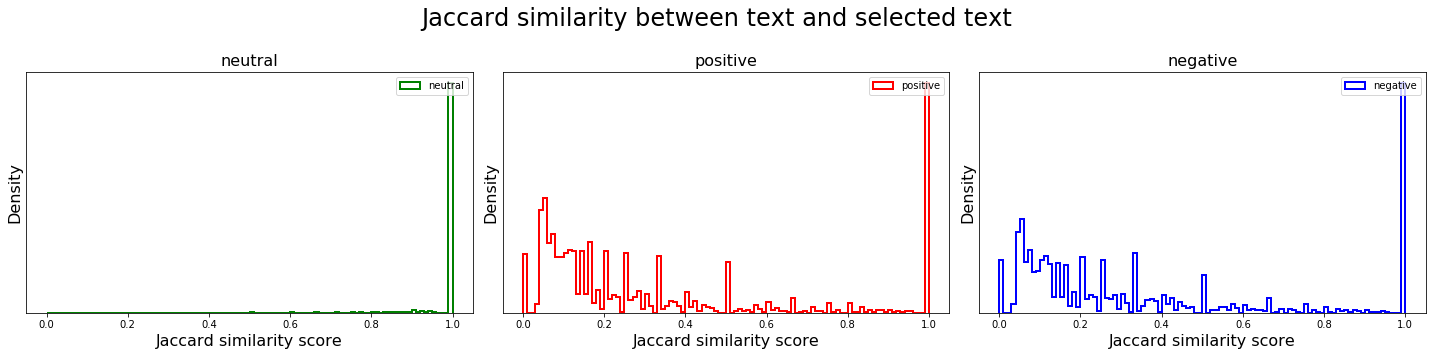 Jaccard similarity between text and selected text
neutral
neutral
Density
0.0 0.2 0.4 0.6 0.8 1.0
Jaccard similarity score
positive
positive
Density
0.0 0.2 0.4 0.6 0.8 1.0
Jaccard similarity score
negative
negative
Density
0.0 0.2 0.4 0.6 0.8 1.0
Jaccard similarity score